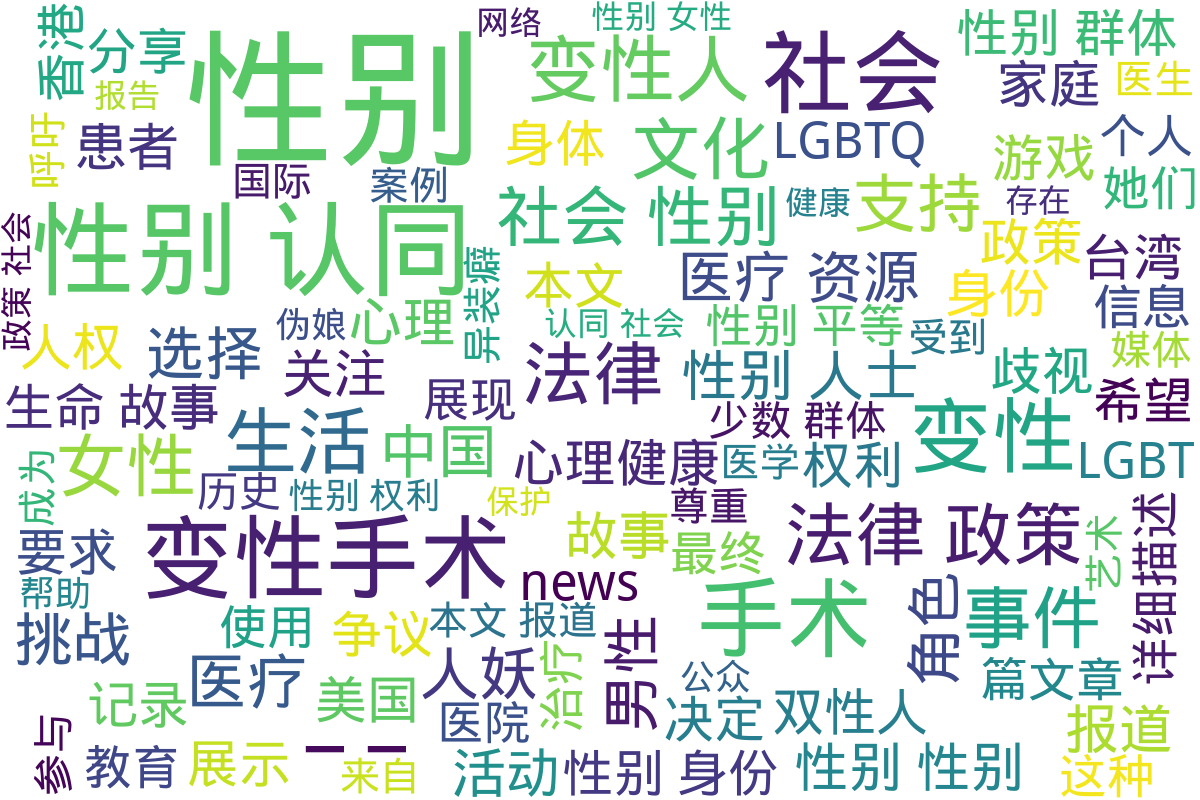 网络
性别 女性
香港
分享
性别
变性人
社会
性别 群体
报告
家庭
医生
呼吁
患者
身体
文化
LGBTQ
个人
国际
案例
游戏
她们
社会 性别
健康
支持
存在
性别 认同
政策 社会
异装癖
本文
医疗 资源
政策
台湾
身份
信息
人权
选择
伪娘
心理
认同 社会
性别 平等
受到
媒体
关注
法律
性别 人士
歧视
生命 故事
展现
希望
生活
少数 群体
变性
女性
中国
心理健康
医学
权利
LGBT
成为
历史
性别 权利
保护
尊重
变性手术
故事
最终
法律 政策
艺术
详细描述
要求
news
帮助
手术
角色
事件
挑战
使用
争议
本文 报道
男性
医疗
人妖
治疗
公众
篇文章
记录
美国
医院
决定
双性人
报道
参与
教育
展示
一 一
来自
活动
性别 身份
性别 性别
这种